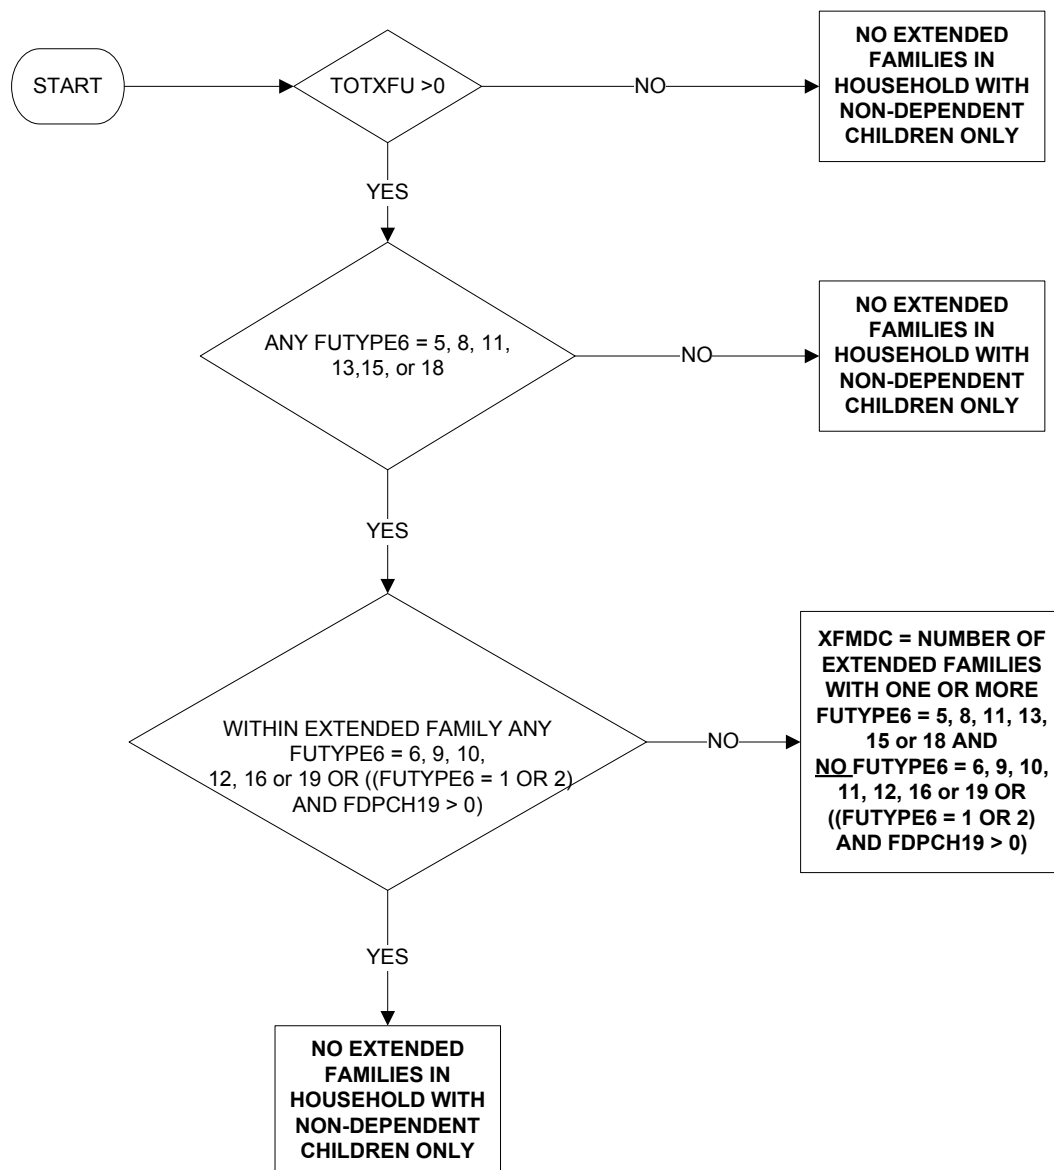 START
TOTXFU >0
NO
NO EXTENDED
FAMILIES IN
HOUSEHOLD WITH
NON-DEPENDENT
CHILDREN ONLY
YES
ANY FUTYPE6 = 5, 8, 11,
13,15, or 18
NO
NO EXTENDED
FAMILIES IN
HOUSEHOLD WITH
NON-DEPENDENT
CHILDREN ONLY
YES
WITHIN EXTENDED FAMILY ANY
FUTYPE6 = 6, 9, 10,
12, 16 or 19 OR ((FUTYPE6 = 1 OR 2)
AND FDPCH19 > 0)
NO
XFMDC = NUMBER OF
EXTENDED FAMILIES
WITH ONE OR MORE
FUTYPE6 = 5, 8, 11, 13,
15 or 18 AND
NO FUTYPE6 = 6, 9, 10,
11, 12, 16 or 19 OR
((FUTYPE6 = 1 OR 2)
AND FDPCH19 > 0)
YES
NO EXTENDED
FAMILIES IN
HOUSEHOLD WITH
NON-DEPENDENT
CHILDREN ONLY